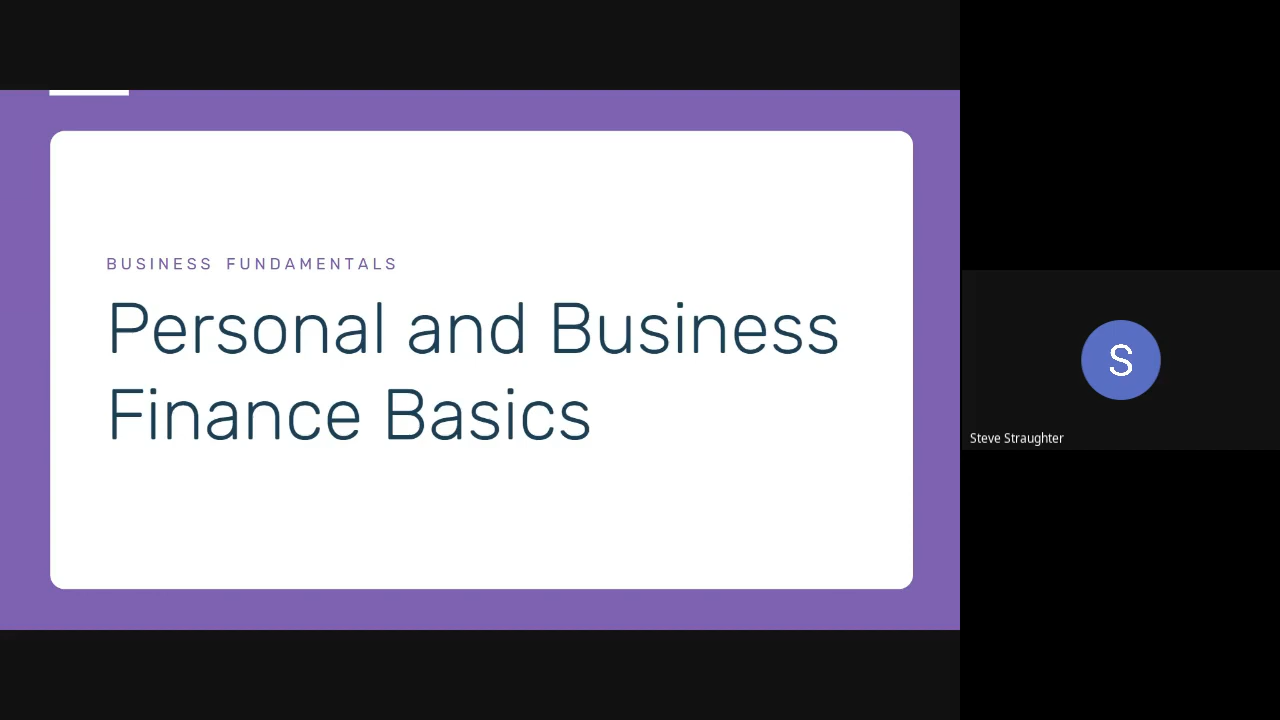 BUSINESS FUNDAMENTALS
Personal and Business
Finance Basics
S
Steve Straughter